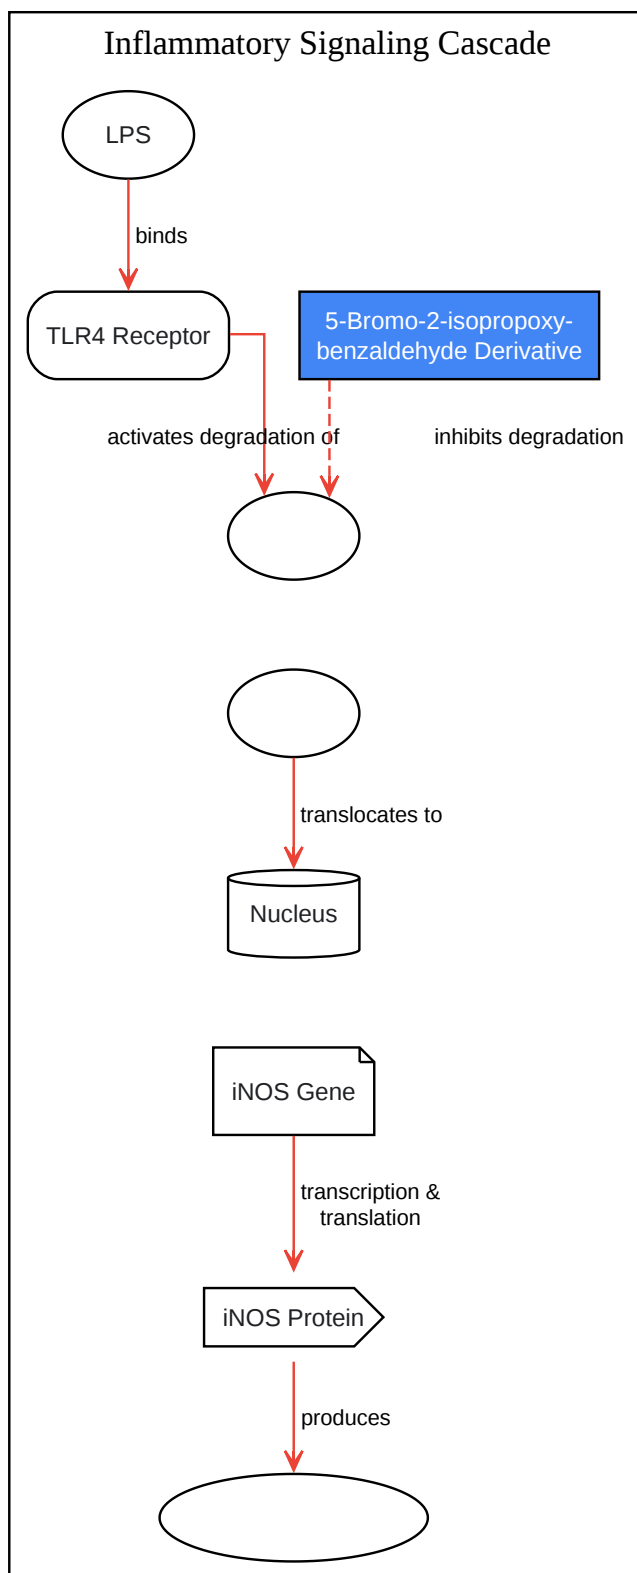 Inflammatory Signaling Cascade
LPS
binds
TLR4 Receptor
5-Bromo-2-isopropoxy-
benzaldehyde Derivative
activates degradation of
inhibits degradation
translocates to
Nucleus
iNOS Gene
transcription &
translation
iNOS Protein
produces